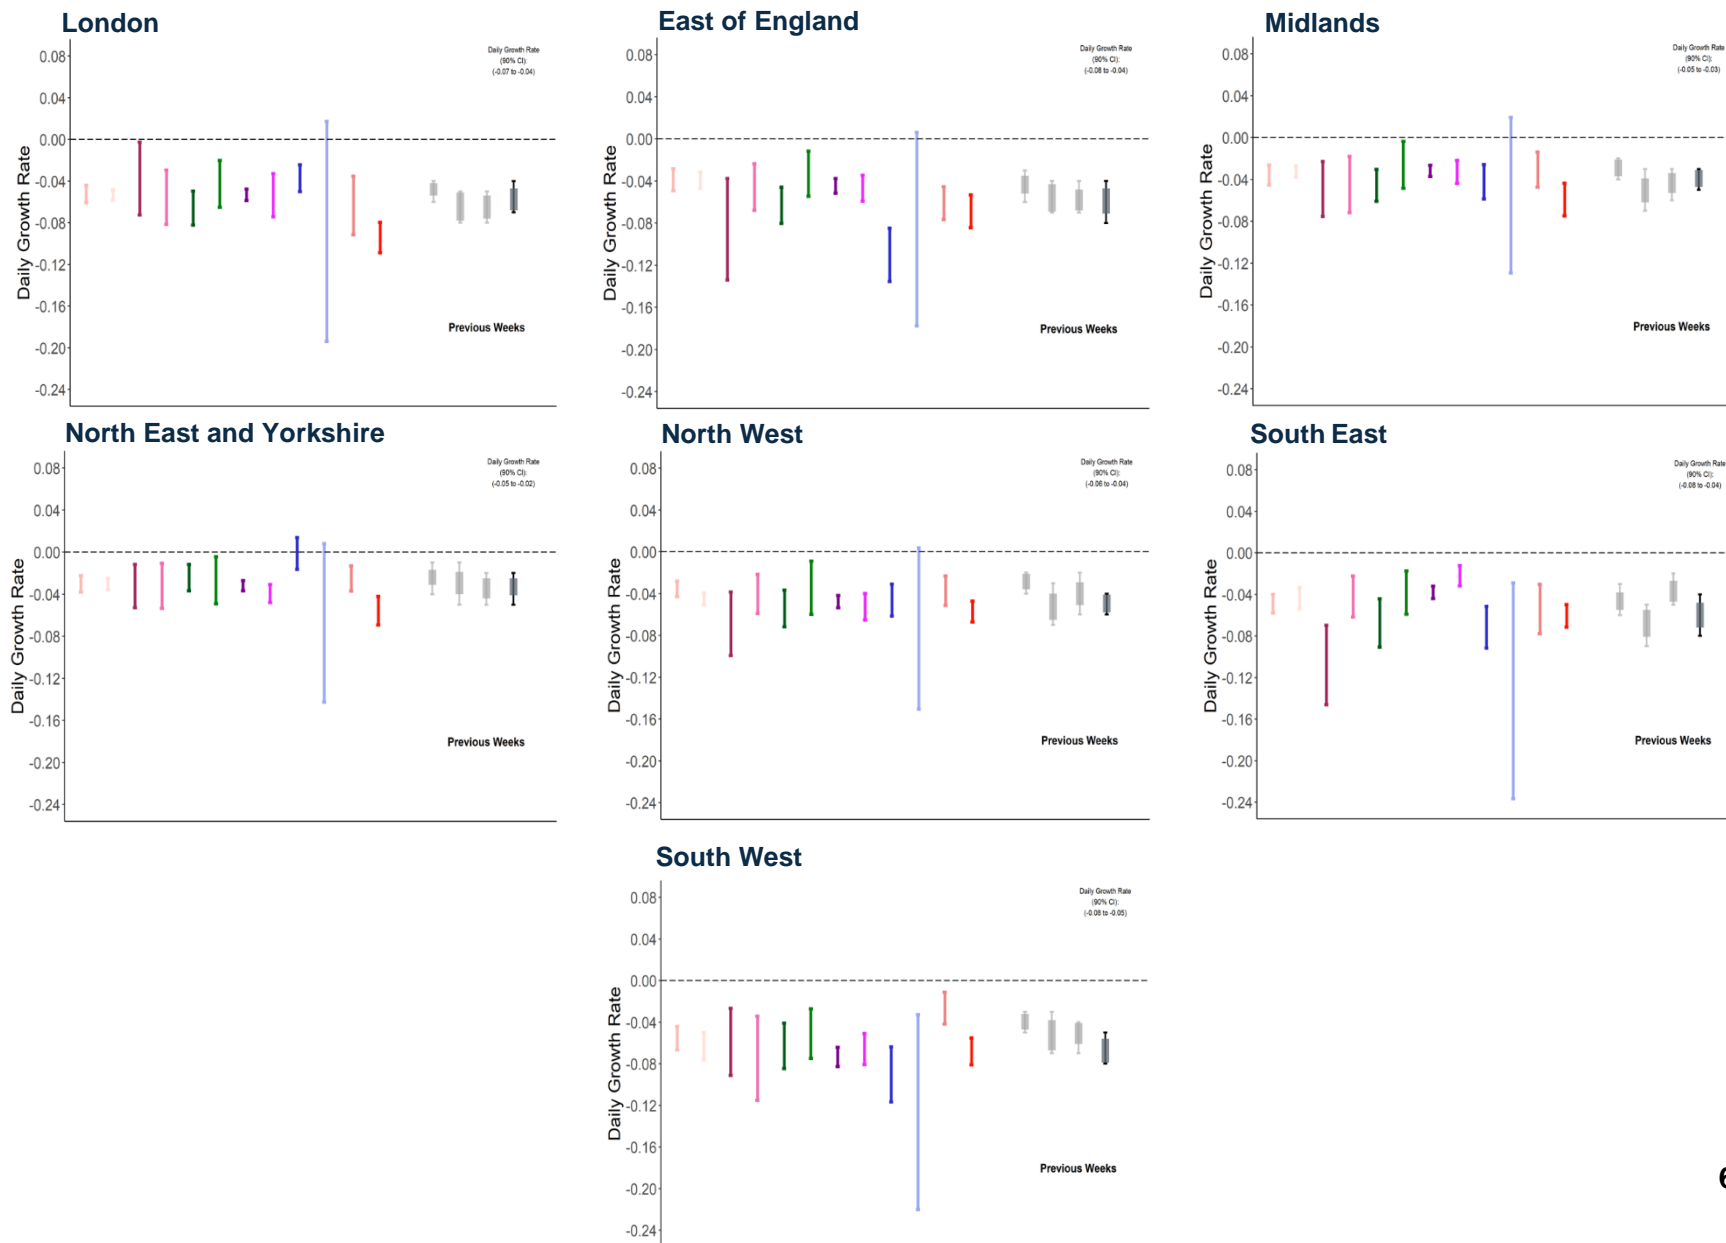 London
0.08
0.04
0.00
-0.04
-0.08
-0.12
-0.16
-0.20
-0.24
Daily Growth Rate
Daily Growth Rate
(90% CI):
(-0.07 to -0.04)
Previous Weeks
East of England
0.08
0.04
0.00
-0.04
-0.08
-0.12
-0.16
-0.20
-0.24
Daily Growth Rate
Daily Growth Rate
(90% CI):
(-0.08 to -0.04)
Previous Weeks
Midlands
0.08
0.04
0.00
-0.04
-0.08
-0.12
-0.16
-0.20
-0.24
Daily Growth Rate
Daily Growth Rate
(90% CI):
(-0.05 to -0.03)
Previous Weeks
North East and Yorkshire
0.08
0.04
0.00
-0.04
-0.08
-0.12
-0.16
-0.20
-0.24
Daily Growth Rate
Daily Growth Rate
(90% CI):
(-0.05 to -0.02)
Previous Weeks
North West
0.08
0.04
0.00
-0.04
-0.08
-0.12
-0.16
-0.20
-0.24
Daily Growth Rate
Daily Growth Rate
(90% CI):
(-0.06 to -0.04)
Previous Weeks
South East
0.08
0.04
0.00
-0.04
-0.08
-0.12
-0.16
-0.20
-0.24
Daily Growth Rate
Daily Growth Rate
(90% CI):
(-0.08 to -0.04)
Previous Weeks
South West
0.08
0.04
0.00
-0.04
-0.08
-0.12
-0.16
-0.20
-0.24
Daily Growth Rate
Daily Growth Rate
(90% CI):
(-0.08 to -0.05)
Previous Weeks
6